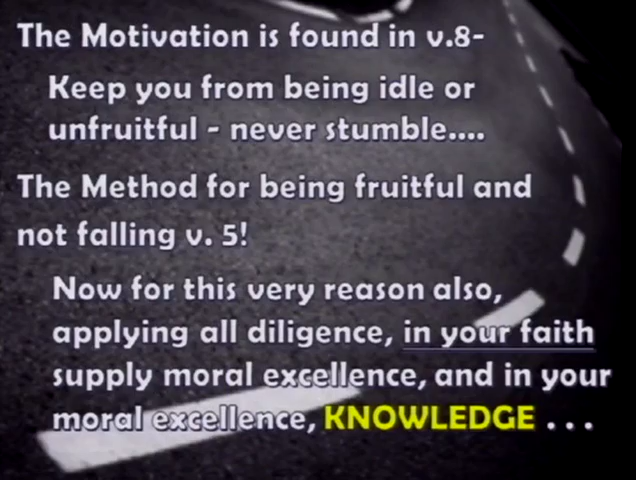 The Motivation is found in v.8-
Keep you from being idle or
unfruitful - never stumble....
The Method for being fruitful and
not falling v. 5!
Now for this very reason also,
applying all diligence, in your faith
supply moral excellence, and in your
moral excellence, KNOWLEDGE ...